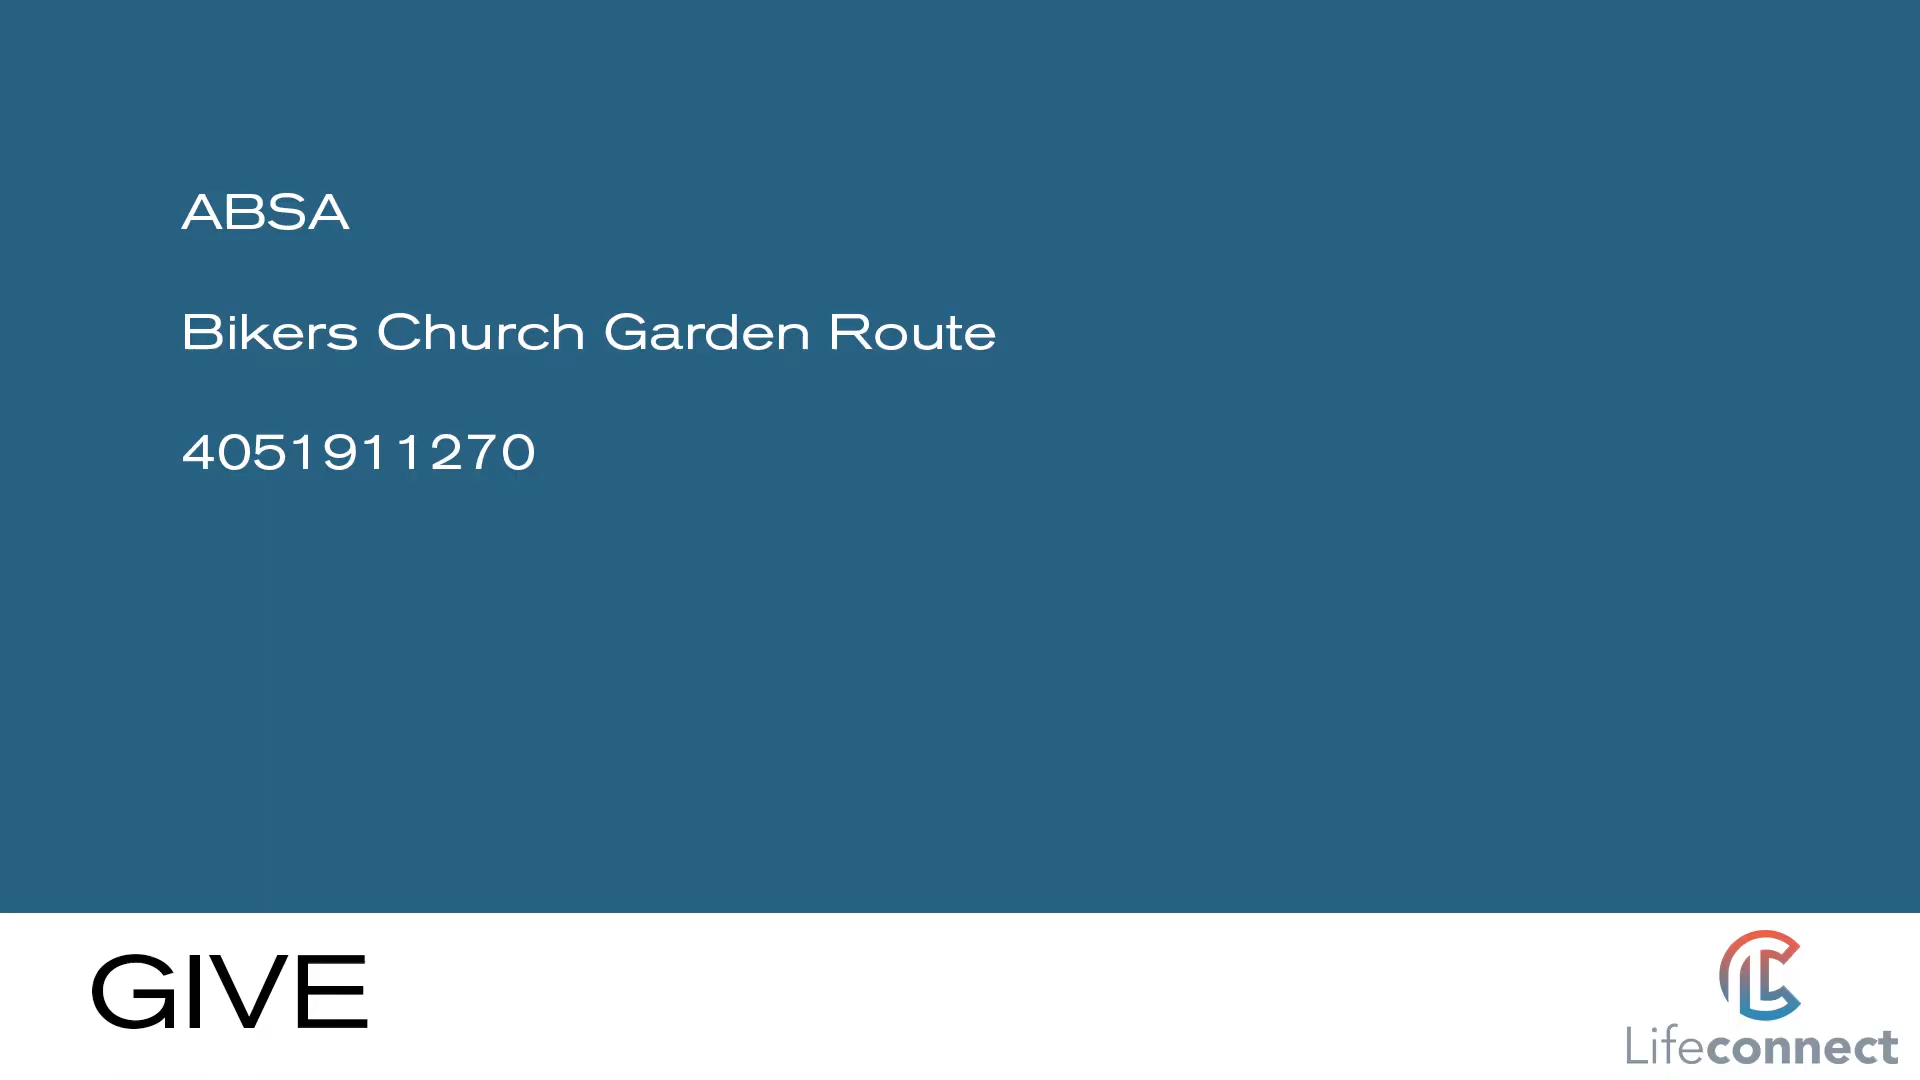 ABSA
Bikers Church Garden Route
4051911270
GIVE
Lifeconnect